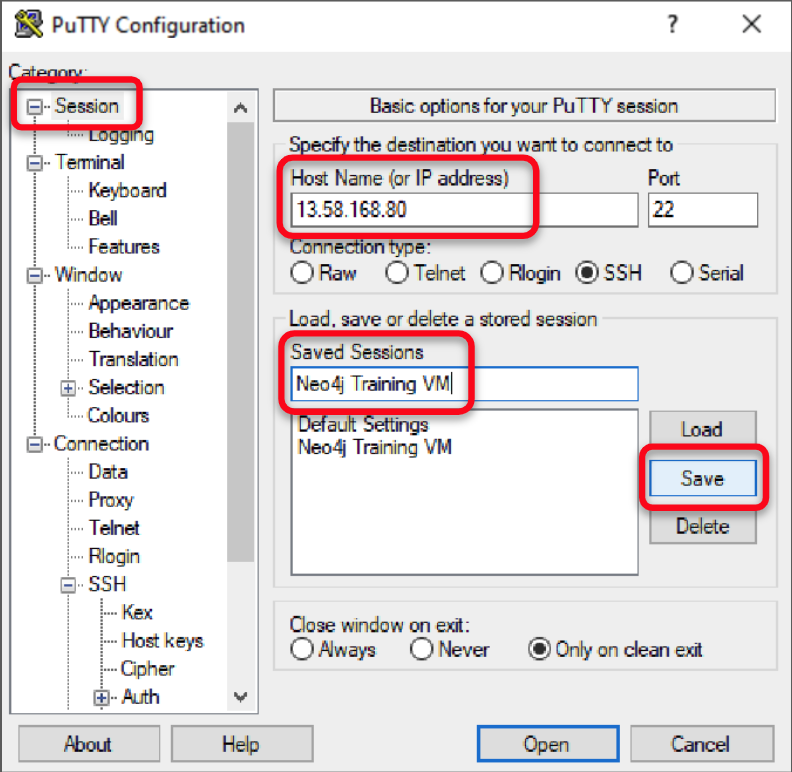 PuTTY Configuration
?
Category:
Session
Logging
Terminal
Keyboard
Bell
Features
Window
Appearance
Behaviour
Translation
Selection
Colours
Connection
Data
Proxy
Telnet
Rlogin
SSH
Kex
Host keys
Cipher
Auth
Basic options for your PuTTY session
Specify the destination you want to connect to
Host Name (or IP address) Port
13.58.168.80 22
Connection type:
Raw Telnet Rlogin SSH Serial
Load, save or delete a stored session
Saved Sessions
Neo4j Training VM
Default Settings
Neo4j Training VM
Load
Save
Delete
Close window on exit:
Always Never Only on clean exit
About Help Open Cancel